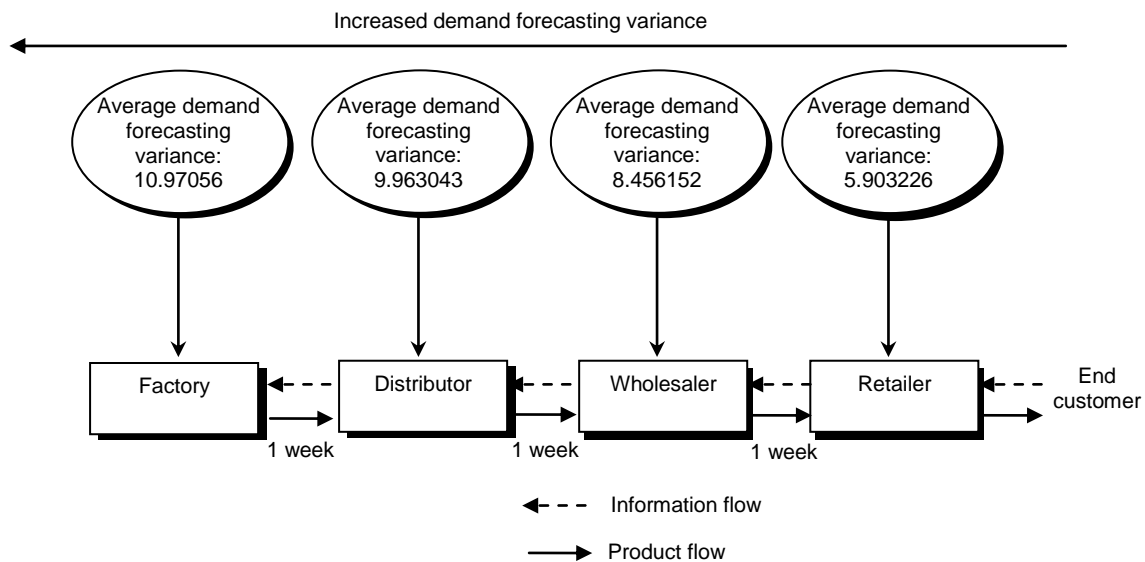 Increased demand forecasting variance
Average demand
forecasting
variance:
10.97056
Average demand
forecasting
variance:
9.963043
Average demand
forecasting
variance:
8.456152
Average demand
forecasting
variance:
5.903226
Factory
Distributor
Wholesaler
Retailer
End
customer
1 week
1 week
1 week
Information flow
Product flow